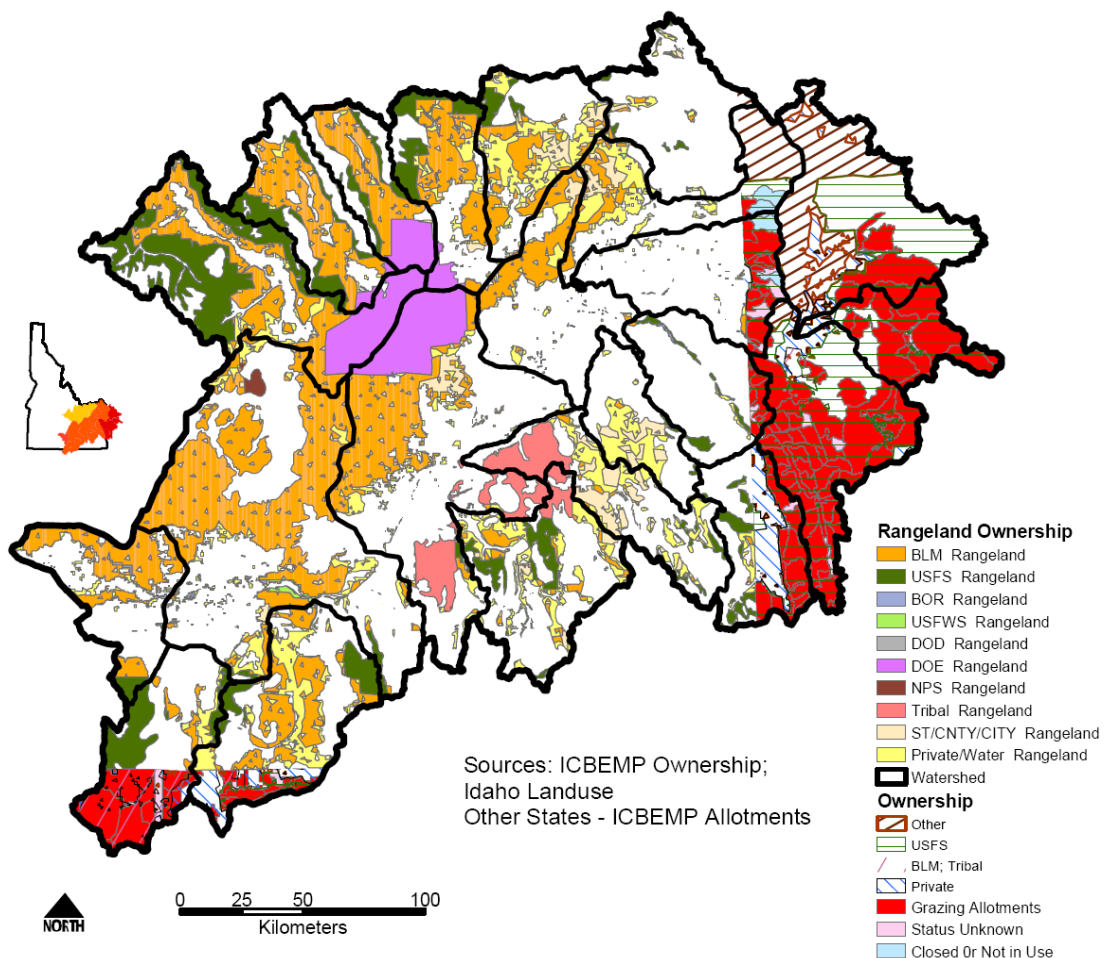 Rangeland Ownership
BLM Rangeland
USFS Rangeland
BOR Rangeland
USFWS Rangeland
DOD Rangeland
DOE Rangeland
NPS Rangeland
Tribal Rangeland
ST/CNTY/CITY Rangeland
Private/Water Rangeland
Watershed
Ownership
Other
USFS
BLM; Tribal
Private
Grazing Allotments
Status Unknown
Closed 0r Not in Use
Sources: ICBEMP Ownership;
Idaho Landuse
Other States - ICBEMP Allotments
0 25 50 100
Kilometers
NORTH